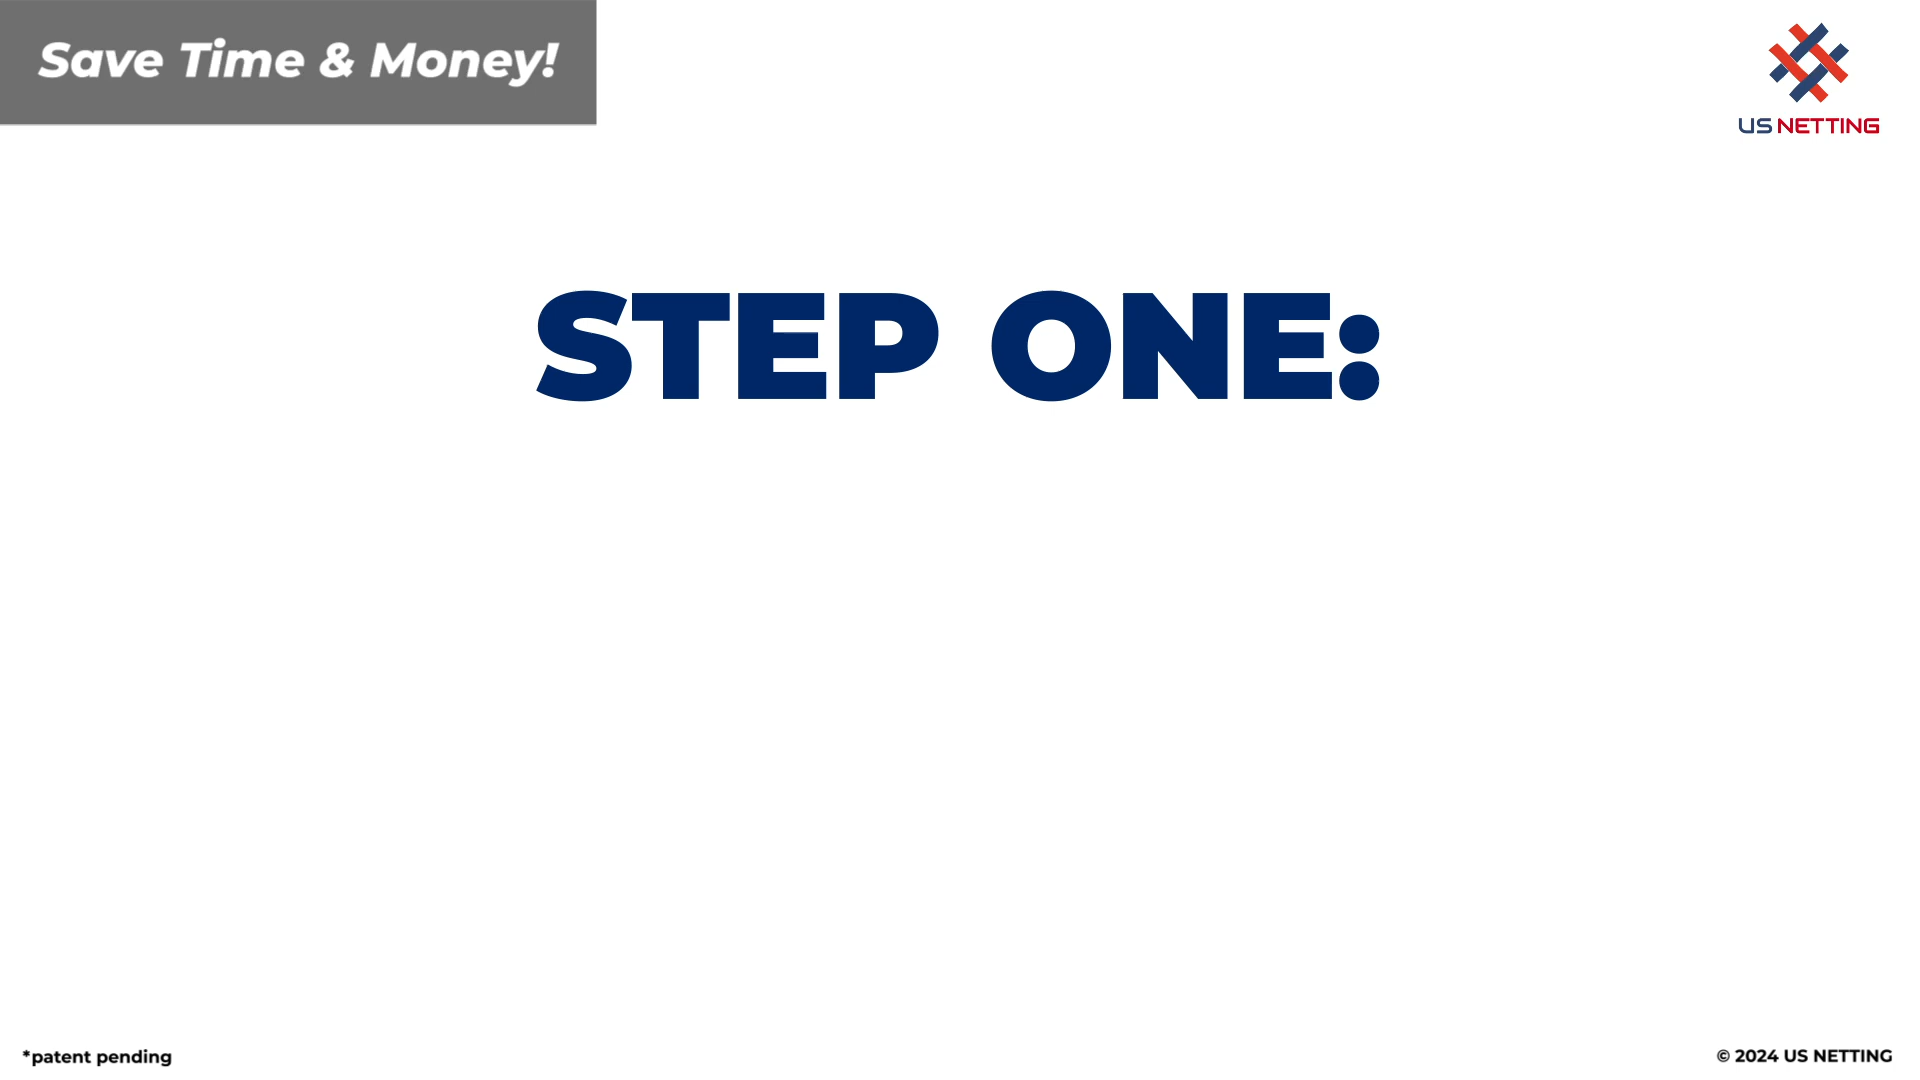 Save Time & Money!
US NETTING
STEP ONE:
*patent pending
© 2024 US NETTING